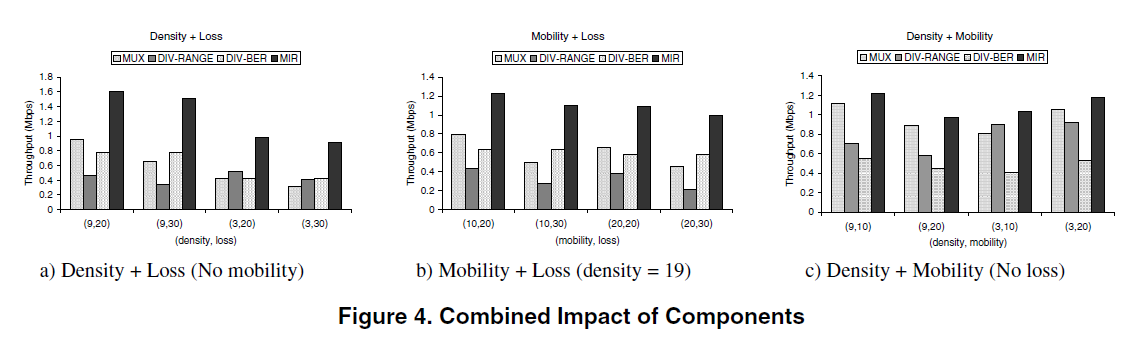 Density + Loss
MUX DIV-RANGE DIV-BER MIR
Throughput (Mbps)
1.8
1.6
1.4
1.2
1
0.8
0.6
0.4
0.2
0
(9,20) (9,30) (3,20) (3,30)
(density, loss)
a) Density + Loss (No mobility)
Mobility + Loss
MUX DIV-RANGE DIV-BER MIR
Throughput (Mbps)
1.4
1.2
1
0.8
0.6
0.4
0.2
0
(10,20) (10,30) (20,20) (20,30)
(mobility, loss)
b) Mobility + Loss (density = 19)
Density + Mobility
MUX DIV-RANGE DIV-BER MIR
Throughput (Mbps)
1.4
1.2
1
0.8
0.6
0.4
0.2
0
(9,10) (9,20) (3,10) (3,20)
(density, mobility)
c) Density + Mobility (No loss)
Figure 4. Combined Impact of Components